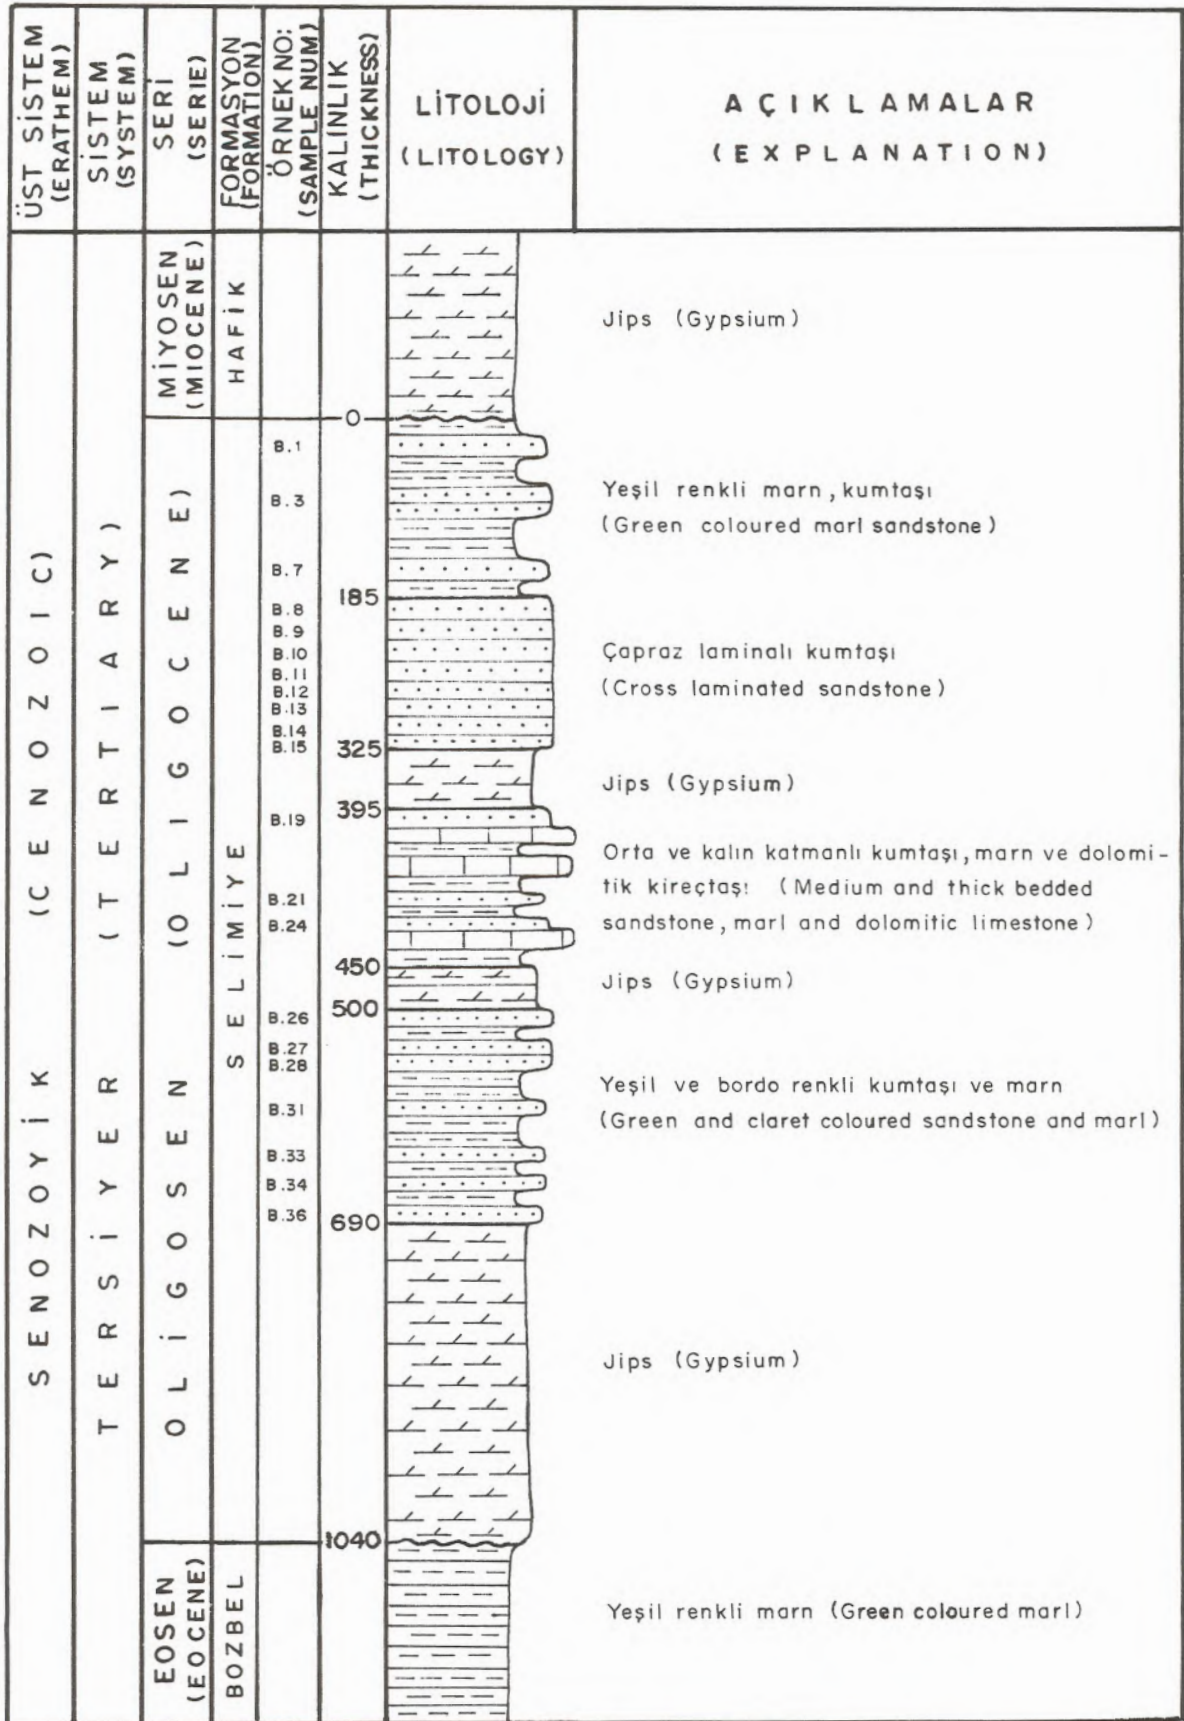 ÜST SİSTEM
(ERATHEM)
SİSTEM
(SYSTEM)
SERİ
(SERIE)
FORMASYON
(FORMATION)
ÖRNEK NO:
(SAMPLE NUM)
KALINLIK
(THICKNESS)
LİTOLOJİ
(LITOLOGY)
AÇIKLAMALAR
(EXPLANATION)
SENOZOYİK (CENOZOIC)
TERSİYER (TERTIARY)
MİYOSEN
(MIOCENE)
HAFİK
Jips (Gypsium)
0
OLİGOSEN (OLIGOCENE)
SELİMİYE
B.1
B.3
B.7
Yeşil renkli marn, kumtaşı
(Green coloured marl sandstone)
185
B.8
B.9
B.10
B.11
B.12
B.13
B.14
B.15
Çapraz laminalı kumtaşı
(Cross laminated sandstone)
325
Jips (Gypsium)
395
B.19
B.21
B.24
Orta ve kalın katmanlı kumtaşı, marn ve dolomi-
tik kireçtaşı (Medium and thick bedded
sandstone, marl and dolomitic limestone)
450
Jips (Gypsium)
500
B.26
B.27
B.28
B.31
B.33
B.34
B.36
Yeşil ve bordo renkli kumtaşı ve marn
(Green and claret coloured sandstone and marl)
690
Jips (Gypsium)
1040
EOSEN
(EOCENE)
BOZBEL
Yeşil renkli marn (Green coloured marl)